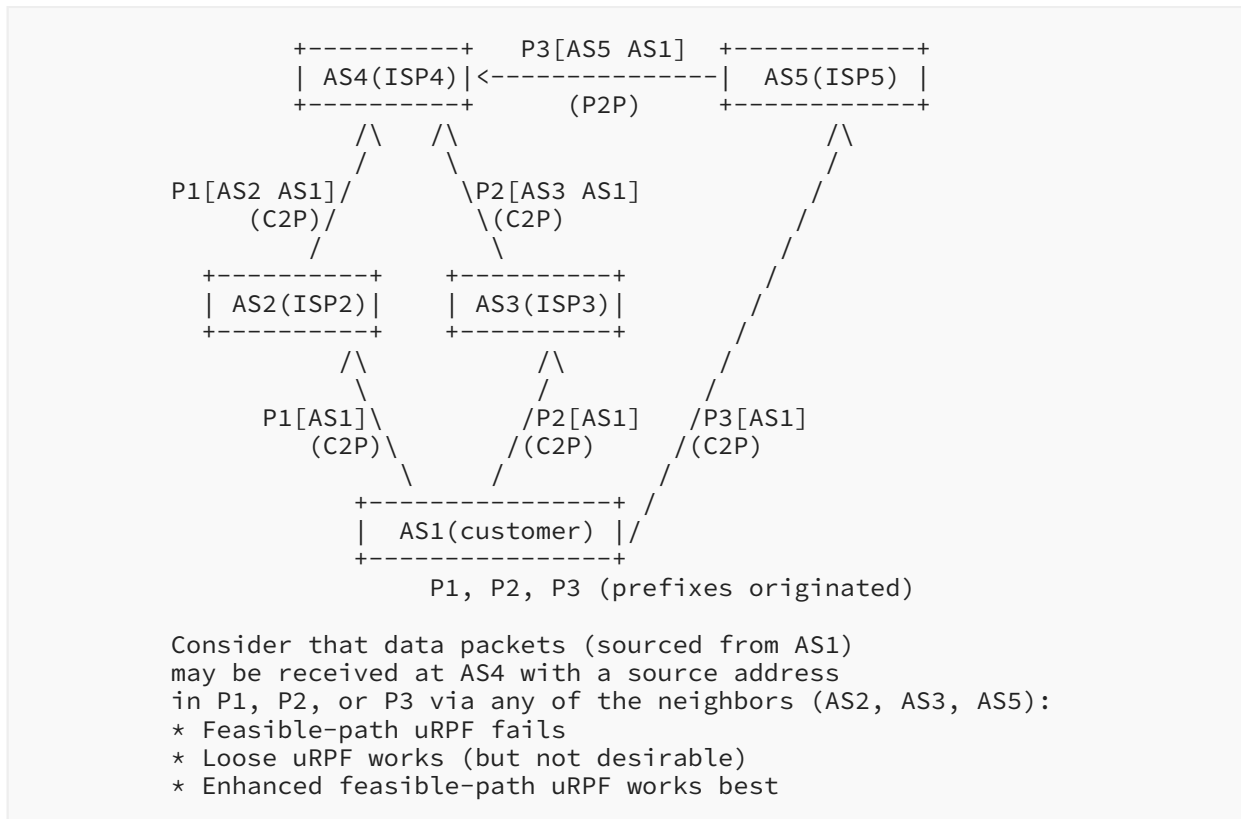 P3[AS5 AS1]
AS4(ISP4)
AS5(ISP5)
(P2P)
P1[AS2 AS1]
P2[AS3 AS1]
(C2P)
(C2P)
AS2(ISP2)
AS3(ISP3)
P1[AS1]
P2[AS1]
P3[AS1]
(C2P)
(C2P)
(C2P)
AS1(customer)
P1, P2, P3 (prefixes originated)
Consider that data packets (sourced from AS1)
may be received at AS4 with a source address
in P1, P2, or P3 via any of the neighbors (AS2, AS3, AS5):
* Feasible-path uRPF fails
* Loose uRPF works (but not desirable)
* Enhanced feasible-path uRPF works best